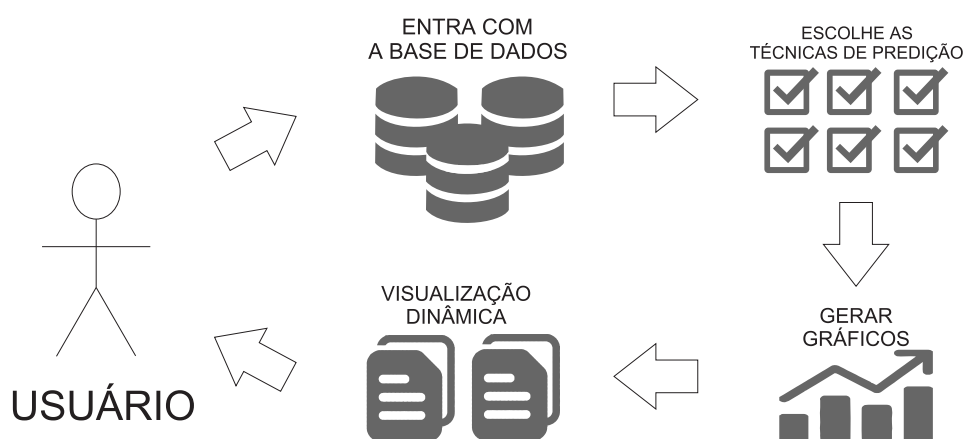 ENTRA COM
A BASE DE DADOS
ESCOLHE AS
TÉCNICAS DE PREDIÇÃO
GERAR
GRÁFICOS
VISUALIZAÇÃO
DINÂMICA
USUÁRIO